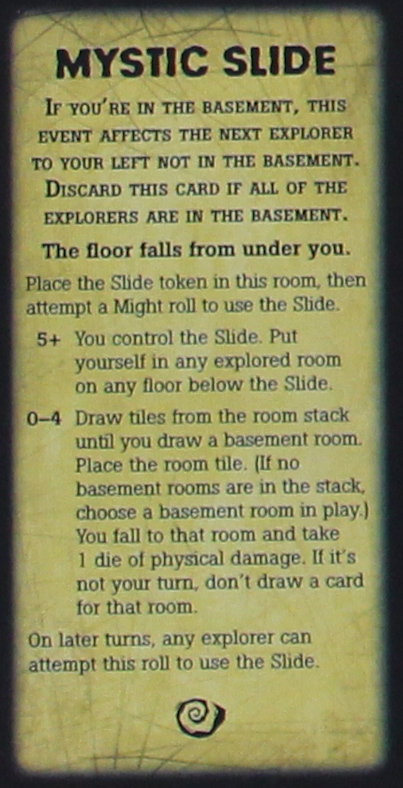 MYSTIC SLIDE
IF YOU'RE IN THE BASEMENT, THIS
EVENT AFFECTS THE NEXT EXPLORER
TO YOUR LEFT NOT IN THE BASEMENT.
DISCARD THIS CARD IF ALL OF THE
EXPLORERS ARE IN THE BASEMENT.
The floor falls from under you.
Place the Slide token in this room, then
attempt a Might roll to use the Slide.
5+ You control the Slide. Put
yourself in any explored room
on any floor below the Slide.
0–4 Draw tiles from the room stack
until you draw a basement room.
Place the room tile. (If no
basement rooms are in the stack,
choose a basement room in play.)
You fall to that room and take
1 die of physical damage. If it's
not your turn, don't draw a card
for that room.
On later turns, any explorer can
attempt this roll to use the Slide.